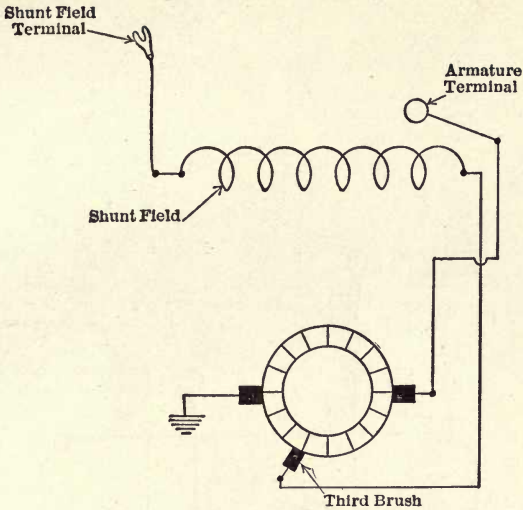 Shunt Field
Terminal
Armature
Terminal
Shunt Field
Third Brush